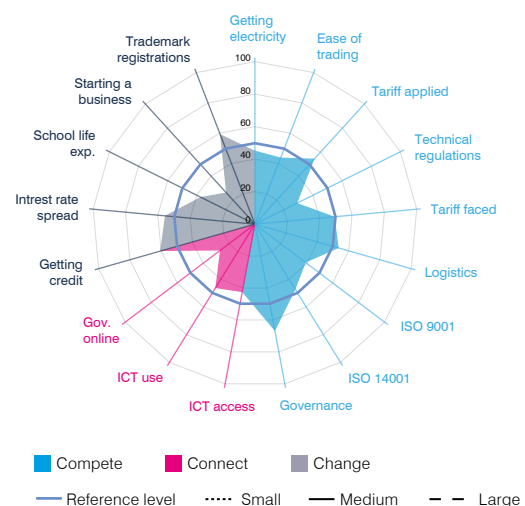 Getting
electricity
Ease of
trading
Tariff applied
Technical
regulations
Tariff faced
Logistics
ISO 9001
ISO 14001
Governance
ICT access
ICT use
Gov.
online
Getting
credit
Intrest rate
spread
School life
exp.
Starting a
business
Trademark
registrations
100
80
60
40
20
0
Compete
Connect
Change
Reference level
Small
Medium
Large